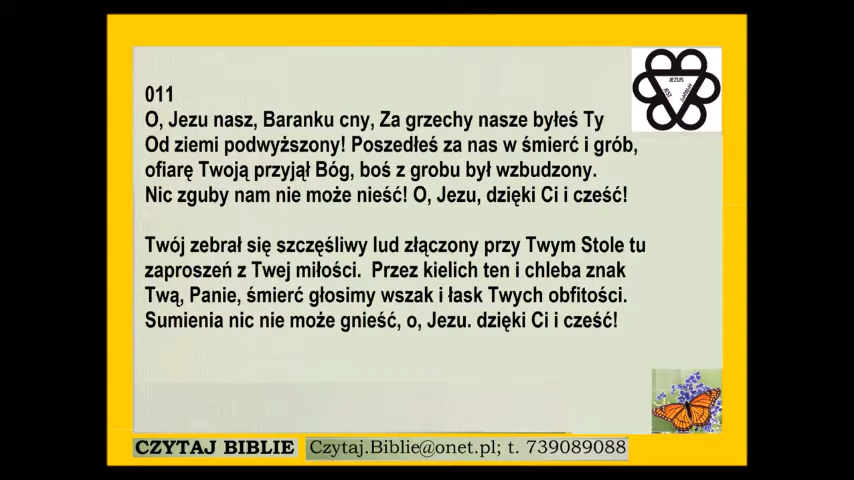 011
O, Jezu nasz, Baranku cny, Za grzechy nasze byłeś Ty
Od ziemi podwyższony! Poszedłeś za nas w śmierć i grób,
ofiarę Twoją przyjął Bóg, boś z grobu był wzbudzony.
Nic zguby nam nie może nieść! O, Jezu, dzięki Ci i cześć!
Twój zebrał się szczęśliwy lud złączony przy Twym Stole tu
zaproszeń z Twej miłości. Przez kielich ten i chleba znak
Twą, Panie, śmierć głosimy wszak i łask Twych obfitości.
Sumienia nic nie może gnieść, o, Jezu. dzięki Ci i cześć!
JEZUS
JEST
CZYTAJ BIBLIE
Czytaj.Biblie@onet.pl; t. 739089088